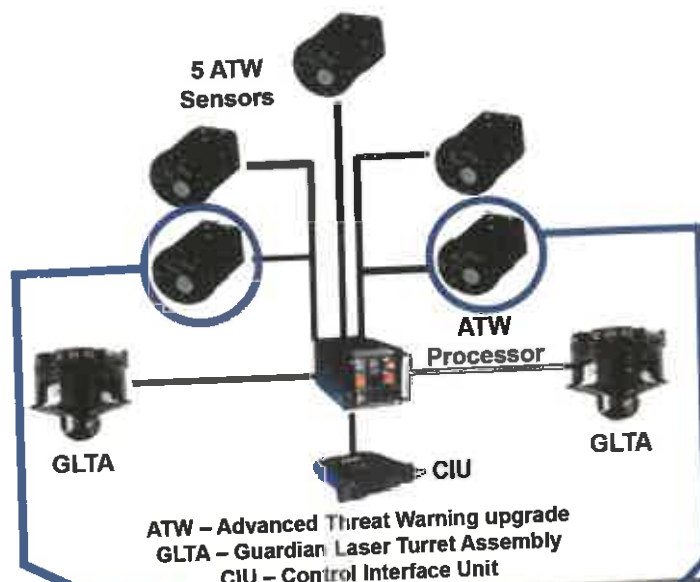 5 ATW
Sensors
ATW
Processor
GLTA
GLTA
CIU
ATW – Advanced Threat Warning upgrade
GLTA – Guardian Laser Turret Assembly
CIU – Control Interface Unit